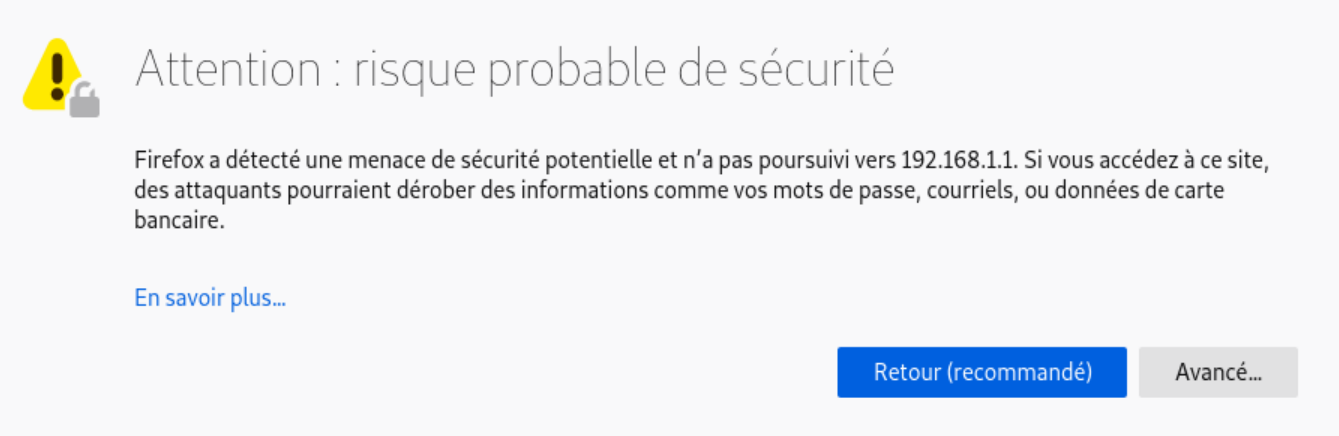 Attention : risque probable de sécurité
Firefox a détecté une menace de sécurité potentielle et n’a pas poursuivi vers 192.168.1.1. Si vous accédez à ce site,
des attaquants pourraient dérober des informations comme vos mots de passe, courriels, ou données de carte
bancaire.
En savoir plus…
Retour (recommandé)
Avancé…